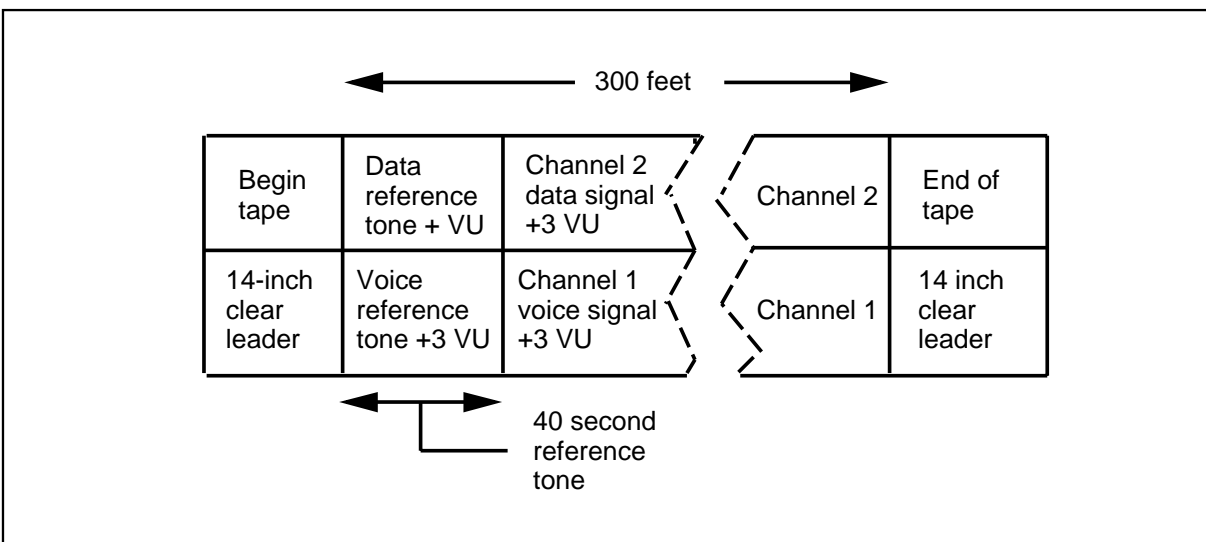 300 feet
Begin
tape
Data
reference
tone + VU
Channel 2
data signal
+3 VU
Channel 2
End of
tape
14-inch
clear
leader
Voice
reference
tone +3 VU
Channel 1
voice signal
+3 VU
Channel 1
14 inch
clear
leader
40 second
reference
tone